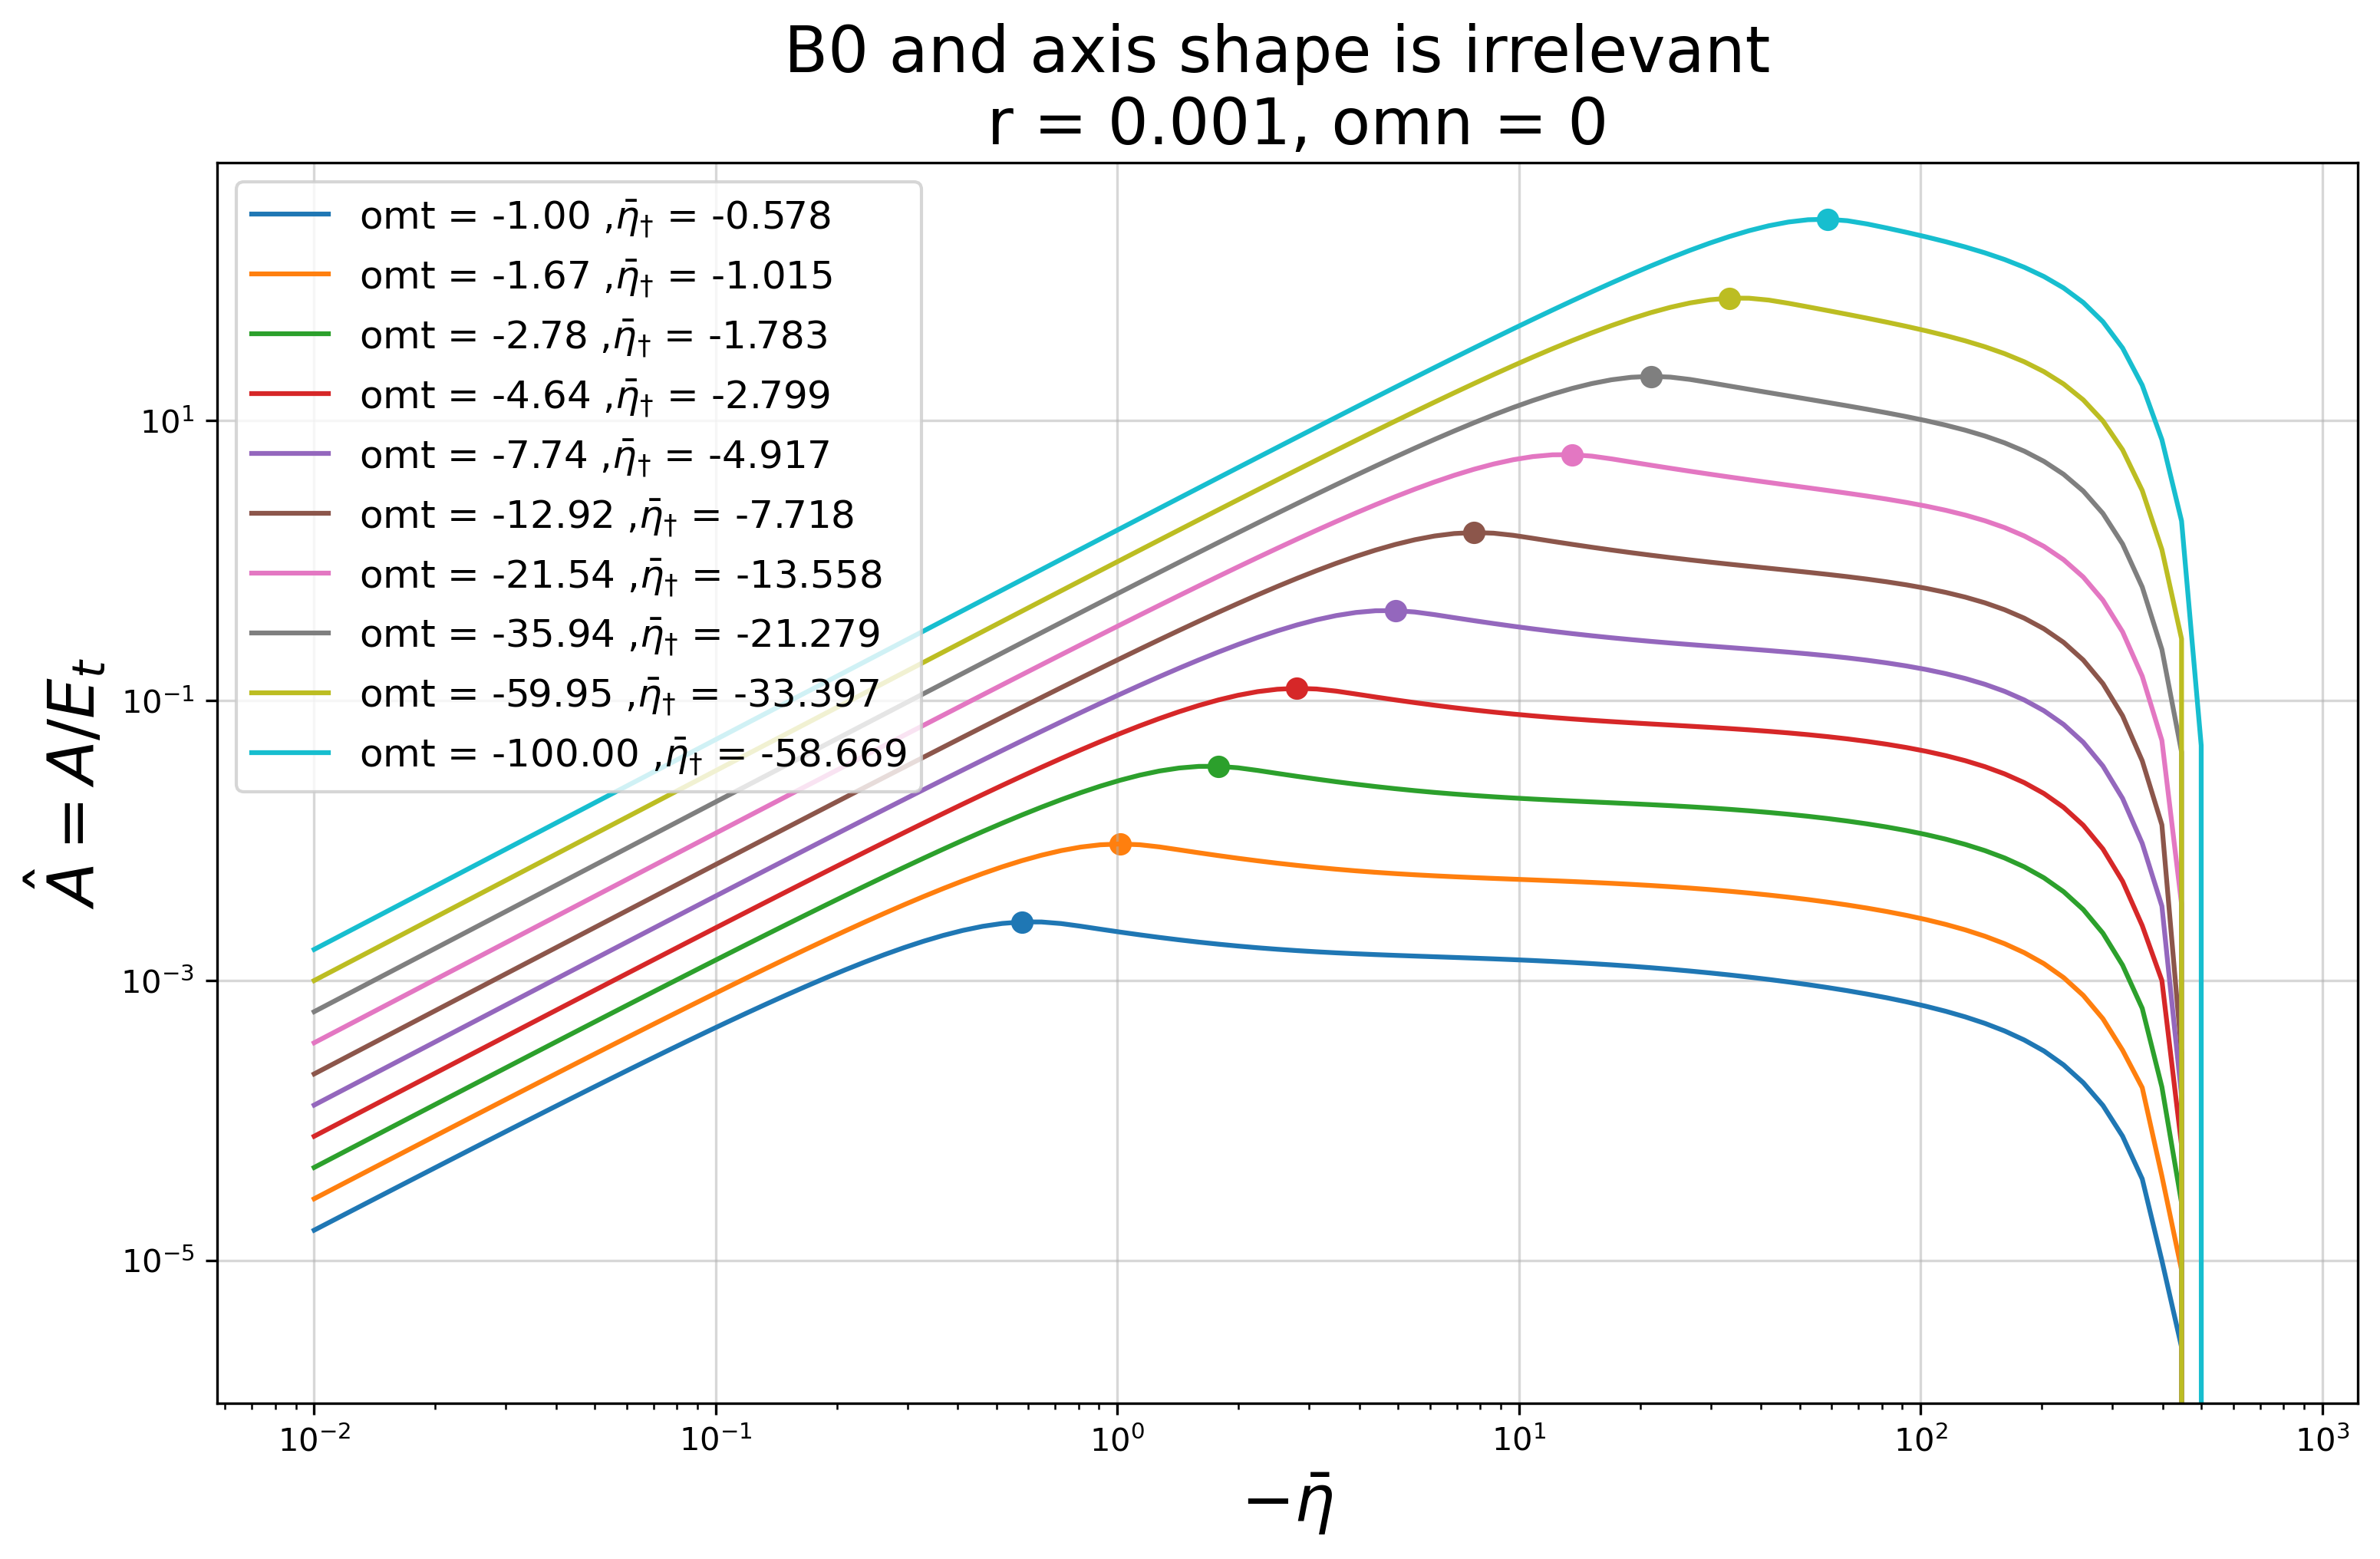 B0 and axis shape is irrelevant
r = 0.001, omn = 0
omt = -1.00 ,η̄† = -0.578
omt = -1.67 ,η̄† = -1.015
omt = -2.78 ,η̄† = -1.783
omt = -4.64 ,η̄† = -2.799
omt = -7.74 ,η̄† = -4.917
omt = -12.92 ,η̄† = -7.718
omt = -21.54 ,η̄† = -13.558
omt = -35.94 ,η̄† = -21.279
omt = -59.95 ,η̄† = -33.397
omt = -100.00 ,η̄† = -58.669
Â = A/Eₜ
10¹
10⁻¹
10⁻³
10⁻⁵
10⁻² 10⁻¹ 10⁰ 10¹ 10² 10³
−η̄